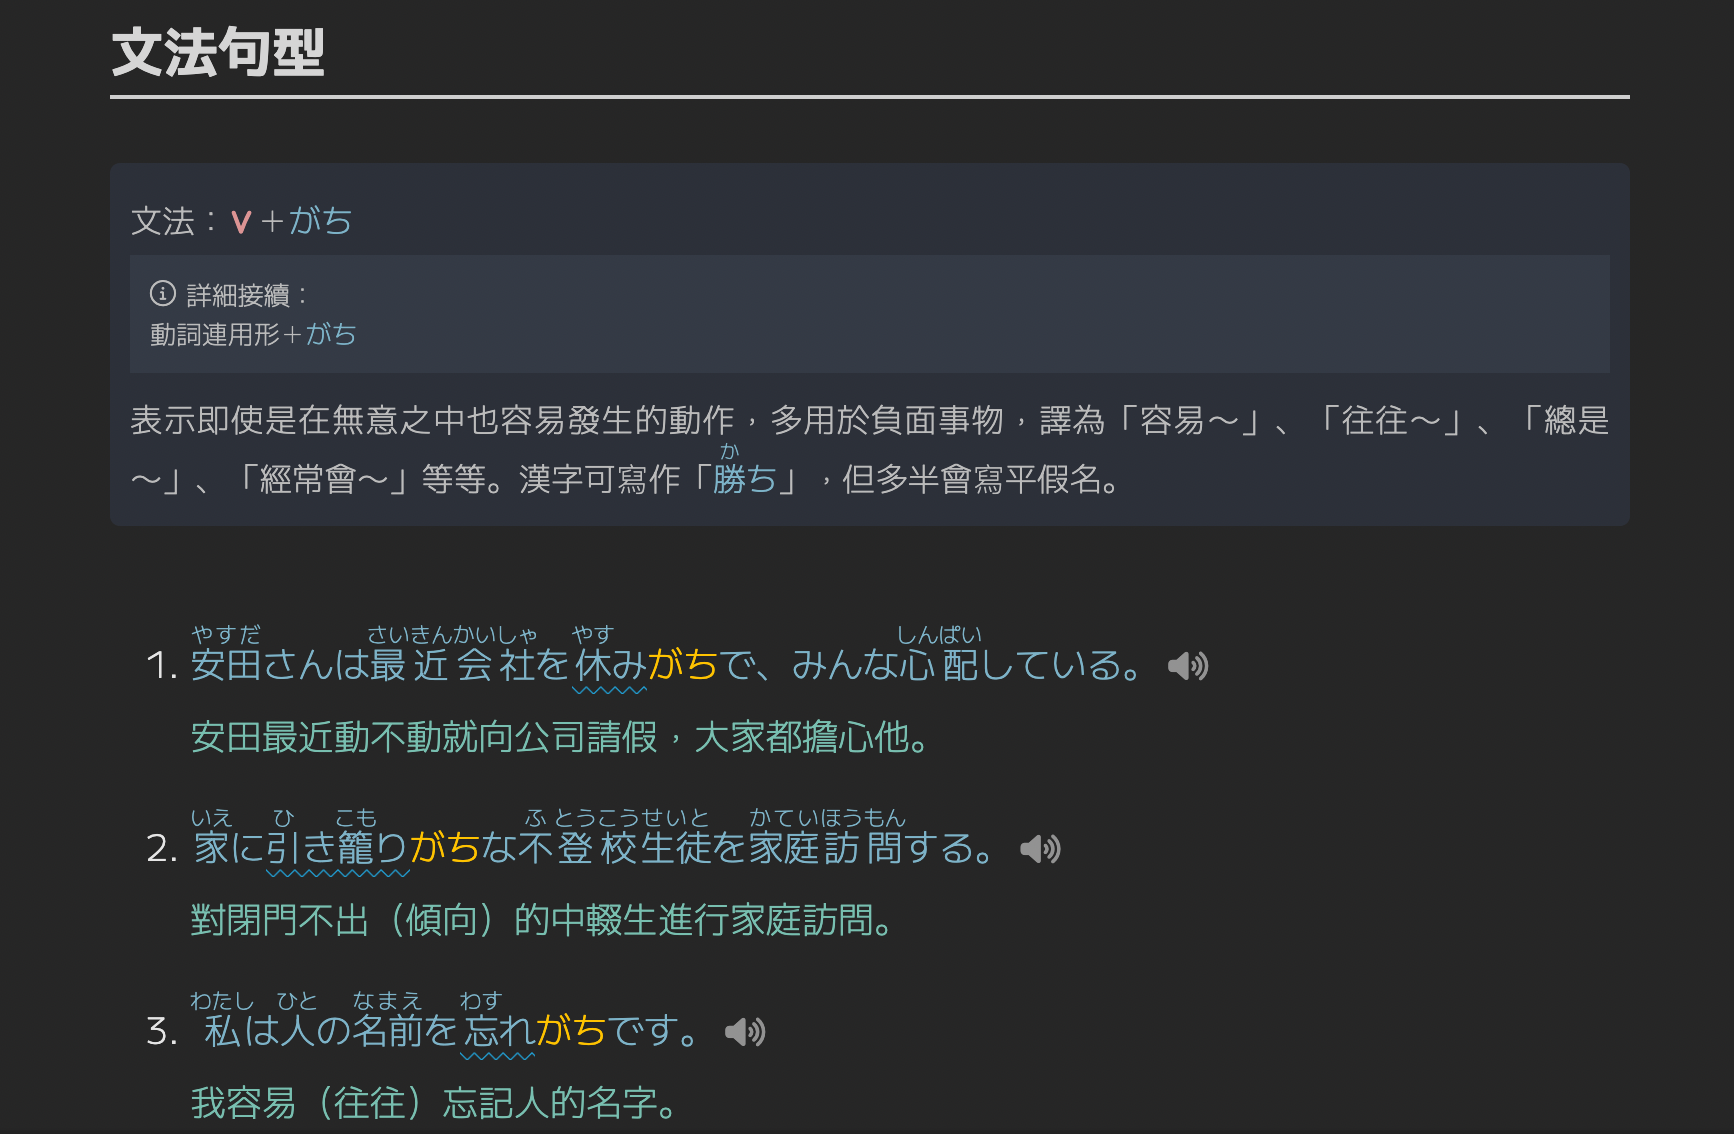 文法句型
文法：V＋がち
詳細接續：
動詞連用形＋がち
表示即使是在無意之中也容易發生的動作，多用於負面事物，譯為「容易～」、「往往～」、「總是
か
～」、「經常會～」等等。漢字可寫作「勝ち」，但多半會寫平假名。
やすだ さいきんかいしゃ やす しんぱい
1. 安田さんは最近会社を休みがちで、みんな心配している。
安田最近動不動就向公司請假，大家都擔心他。
いえ ひ こもり ふとうこうせいと かていほうもん
2. 家に引き籠りがちな不登校生徒を家庭訪問する。
對閉門不出（傾向）的中輟生進行家庭訪問。
わたし ひと なまえ わす
3. 私は人の名前を忘れがちです。
我容易（往往）忘記人的名字。